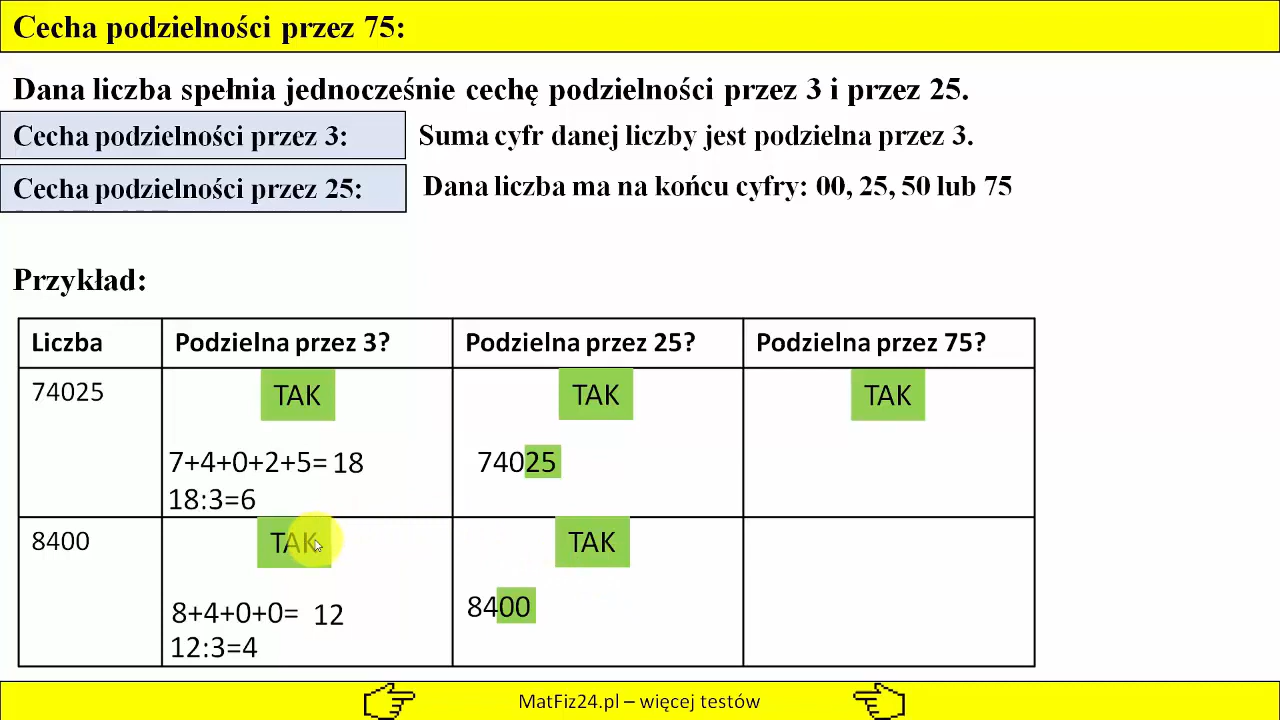 Cecha podzielności przez 75:
Dana liczba spełnia jednocześnie cechę podzielności przez 3 i przez 25.
Cecha podzielności przez 3: Suma cyfr danej liczby jest podzielna przez 3.
Cecha podzielności przez 25: Dana liczba ma na końcu cyfry: 00, 25, 50 lub 75
Przykład:
Liczba Podzielna przez 3? Podzielna przez 25? Podzielna przez 75?
74025 TAK TAK TAK
7+4+0+2+5= 18 74025
18:3=6
8400 TAK TAK
8+4+0+0= 12 8400
12:3=4
MatFiz24.pl – więcej testów